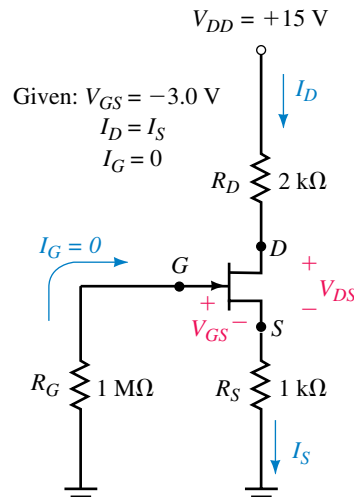 V_DD = +15 V
Given: V_GS = −3.0 V
I_D = I_S
I_G = 0
I_D
R_D 2 kΩ
I_G = 0
D
G
+
V_DS
−
+
V_GS −
S
R_G 1 MΩ
R_S 1 kΩ
I_S